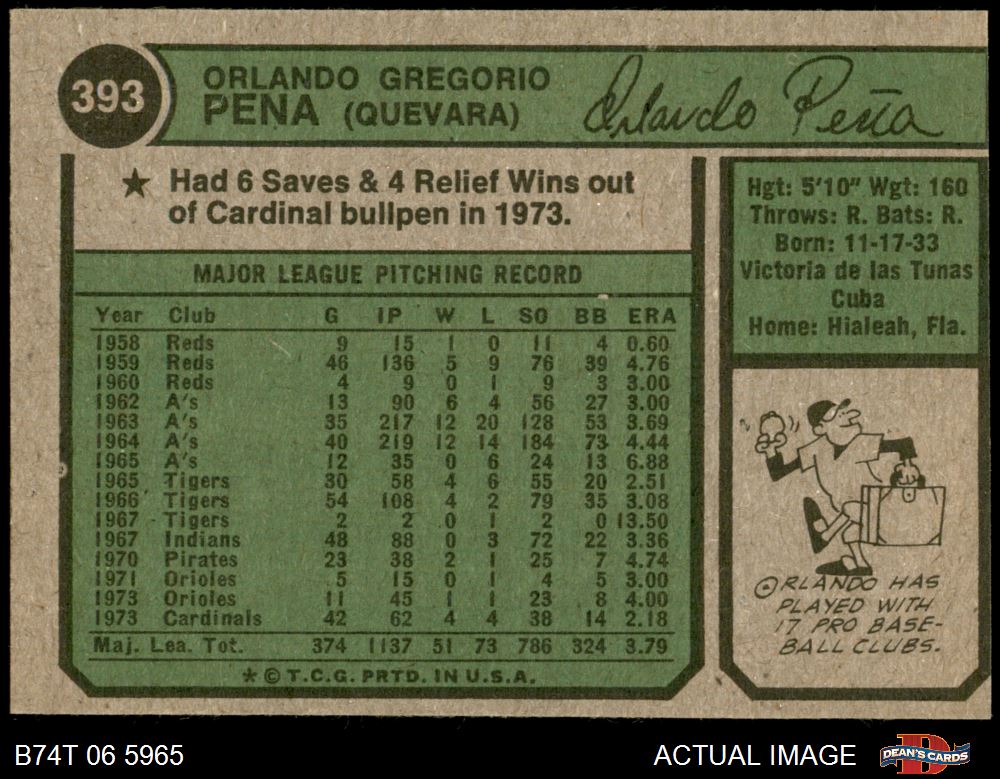 393
ORLANDO GREGORIO
PENA (QUEVARA)
Orlando Peña
★ Had 6 Saves & 4 Relief Wins out
of Cardinal bullpen in 1973.
MAJOR LEAGUE PITCHING RECORD
Year Club G IP W L SO BB ERA
1958 Reds 9 15 1 0 11 4 0.60
1959 Reds 46 136 5 9 76 39 4.76
1960 Reds 4 9 0 1 9 3 3.00
1962 A's 13 90 6 4 56 27 3.00
1963 A's 35 217 12 20 128 53 3.69
1964 A's 40 219 12 14 184 73 4.44
1965 A's 12 35 0 6 24 13 6.88
1965 Tigers 30 58 4 6 55 20 2.51
1966 Tigers 54 108 4 2 79 35 3.08
1967 Tigers 2 2 0 1 2 0 13.50
1967 Indians 48 88 0 3 72 22 3.36
1970 Pirates 23 38 2 1 25 7 4.74
1971 Orioles 5 15 0 1 4 5 3.00
1973 Orioles 11 45 1 1 23 8 4.00
1973 Cardinals 42 62 4 4 38 14 2.18
Maj. Lea. Tot. 374 1137 51 73 786 324 3.79
* © T.C.G. PRTD. IN U.S.A.
Hgt: 5'10" Wgt: 160
Throws: R. Bats: R.
Born: 11-17-33
Victoria de las Tunas
Cuba
Home: Hialeah, Fla.
ORLANDO HAS
PLAYED WITH
17 PRO BASE-
BALL CLUBS.
B74T 06 5965
ACTUAL IMAGE
DEAN'S CARDS